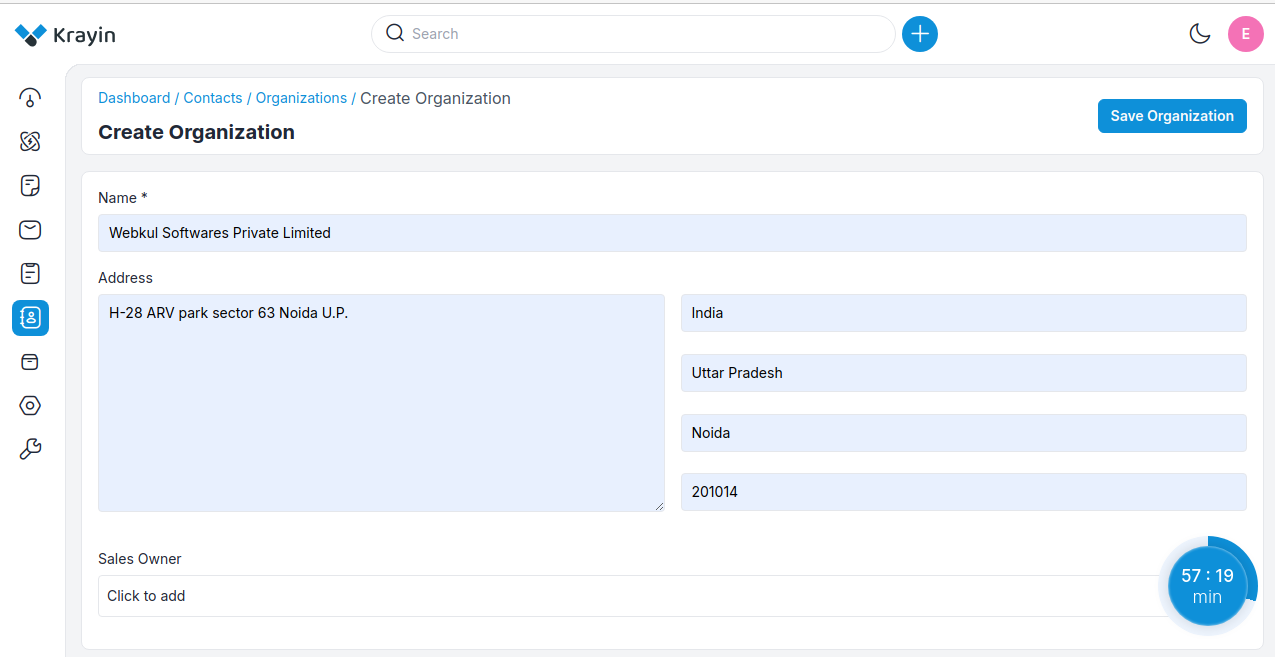 Krayin
Search
E
Dashboard / Contacts / Organizations / Create Organization
Create Organization
Save Organization
Name *
Webkul Softwares Private Limited
Address
H-28 ARV park sector 63 Noida U.P.
India
Uttar Pradesh
Noida
201014
Sales Owner
Click to add
57 : 19
min